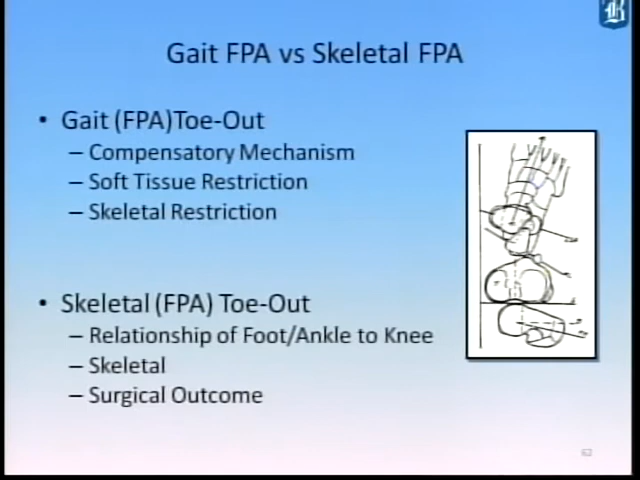 Gait FPA vs Skeletal FPA
• Gait (FPA)Toe-Out
– Compensatory Mechanism
– Soft Tissue Restriction
– Skeletal Restriction
• Skeletal (FPA) Toe-Out
– Relationship of Foot/Ankle to Knee
– Skeletal
– Surgical Outcome
62